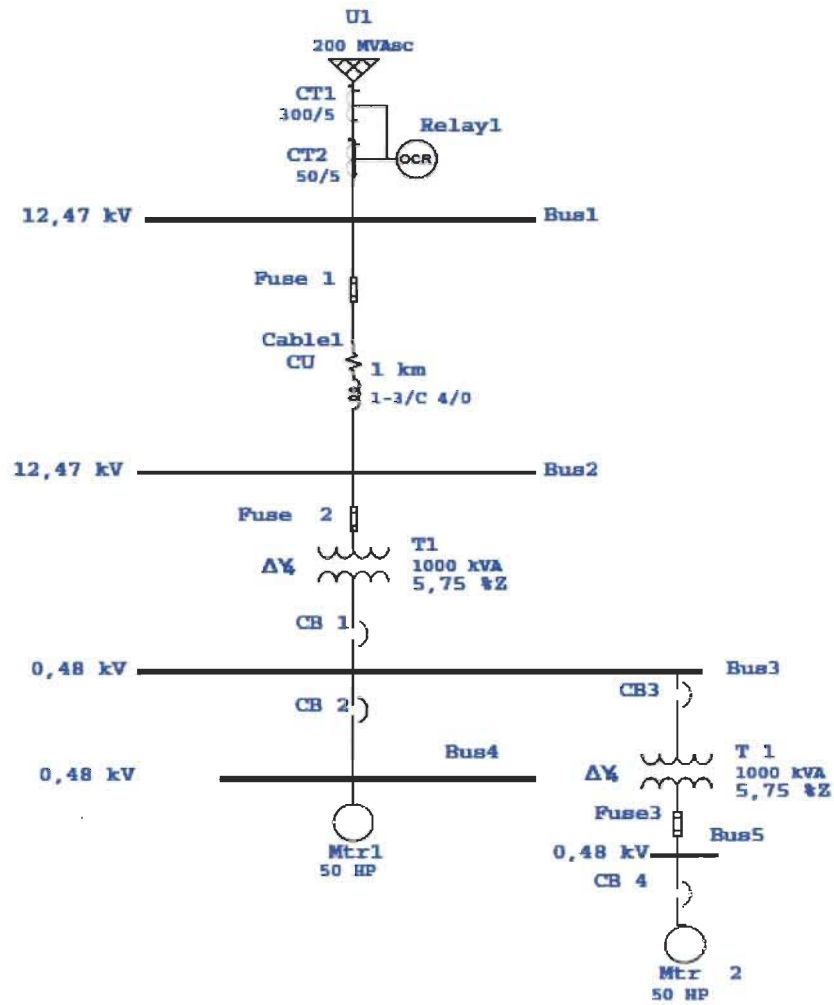 U1
200 MVAsc
CT1
300/5
Relay1
CT2
OCR
50/5
12,47 kV
Bus1
Fuse 1
Cable1
CU
1 km
1-3/C 4/0
12,47 kV
Bus2
Fuse 2
T1
ΔY
1000 kVA
5,75 %Z
CB 1
0,48 kV
Bus3
CB 2
CB3
Bus4
0,48 kV
T 1
ΔY
1000 kVA
5,75 %Z
Fuse3
Bus5
Mtr1
50 HP
0,48 kV
CB 4
Mtr 2
50 HP